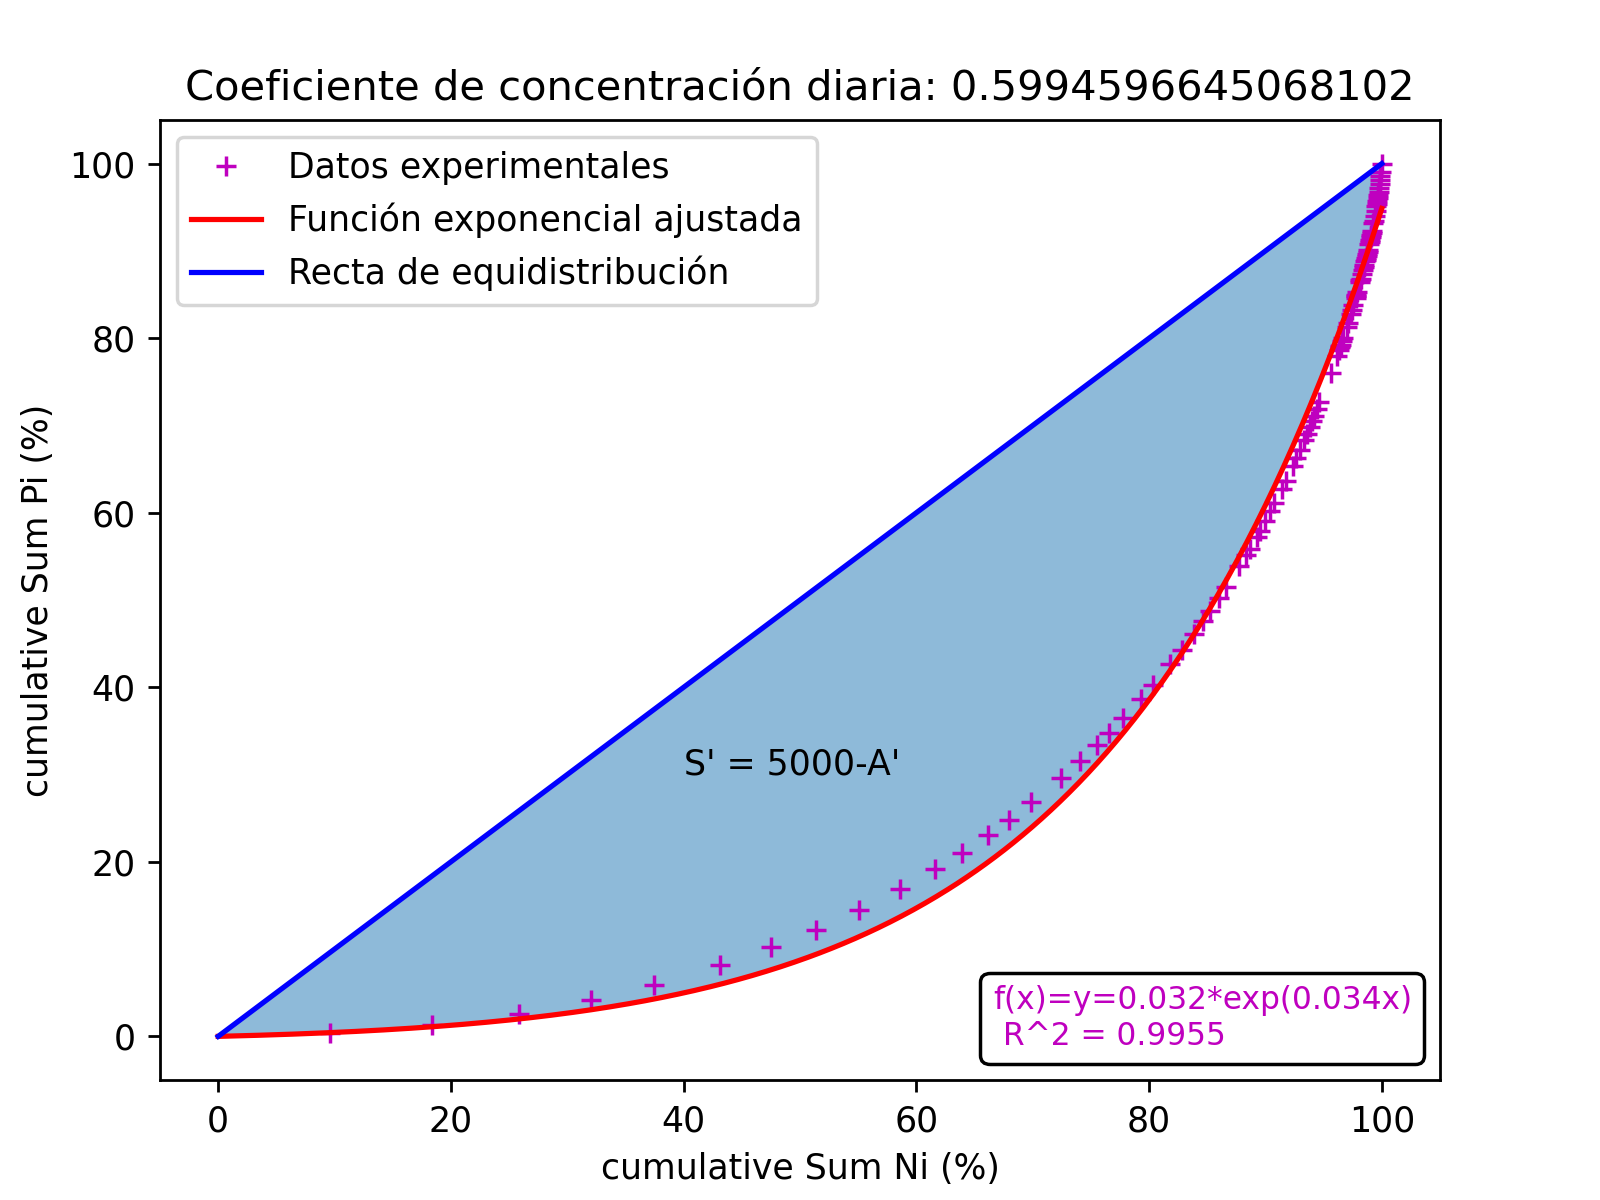 Coeficiente de concentración diaria: 0.5994596645068102
Datos experimentales
Función exponencial ajustada
Recta de equidistribución
100
80
60
40
20
0
cumulative Sum Pi (%)
S' = 5000-A'
f(x)=y=0.032*exp(0.034x)
R^2 = 0.9955
0 20 40 60 80 100
cumulative Sum Ni (%)